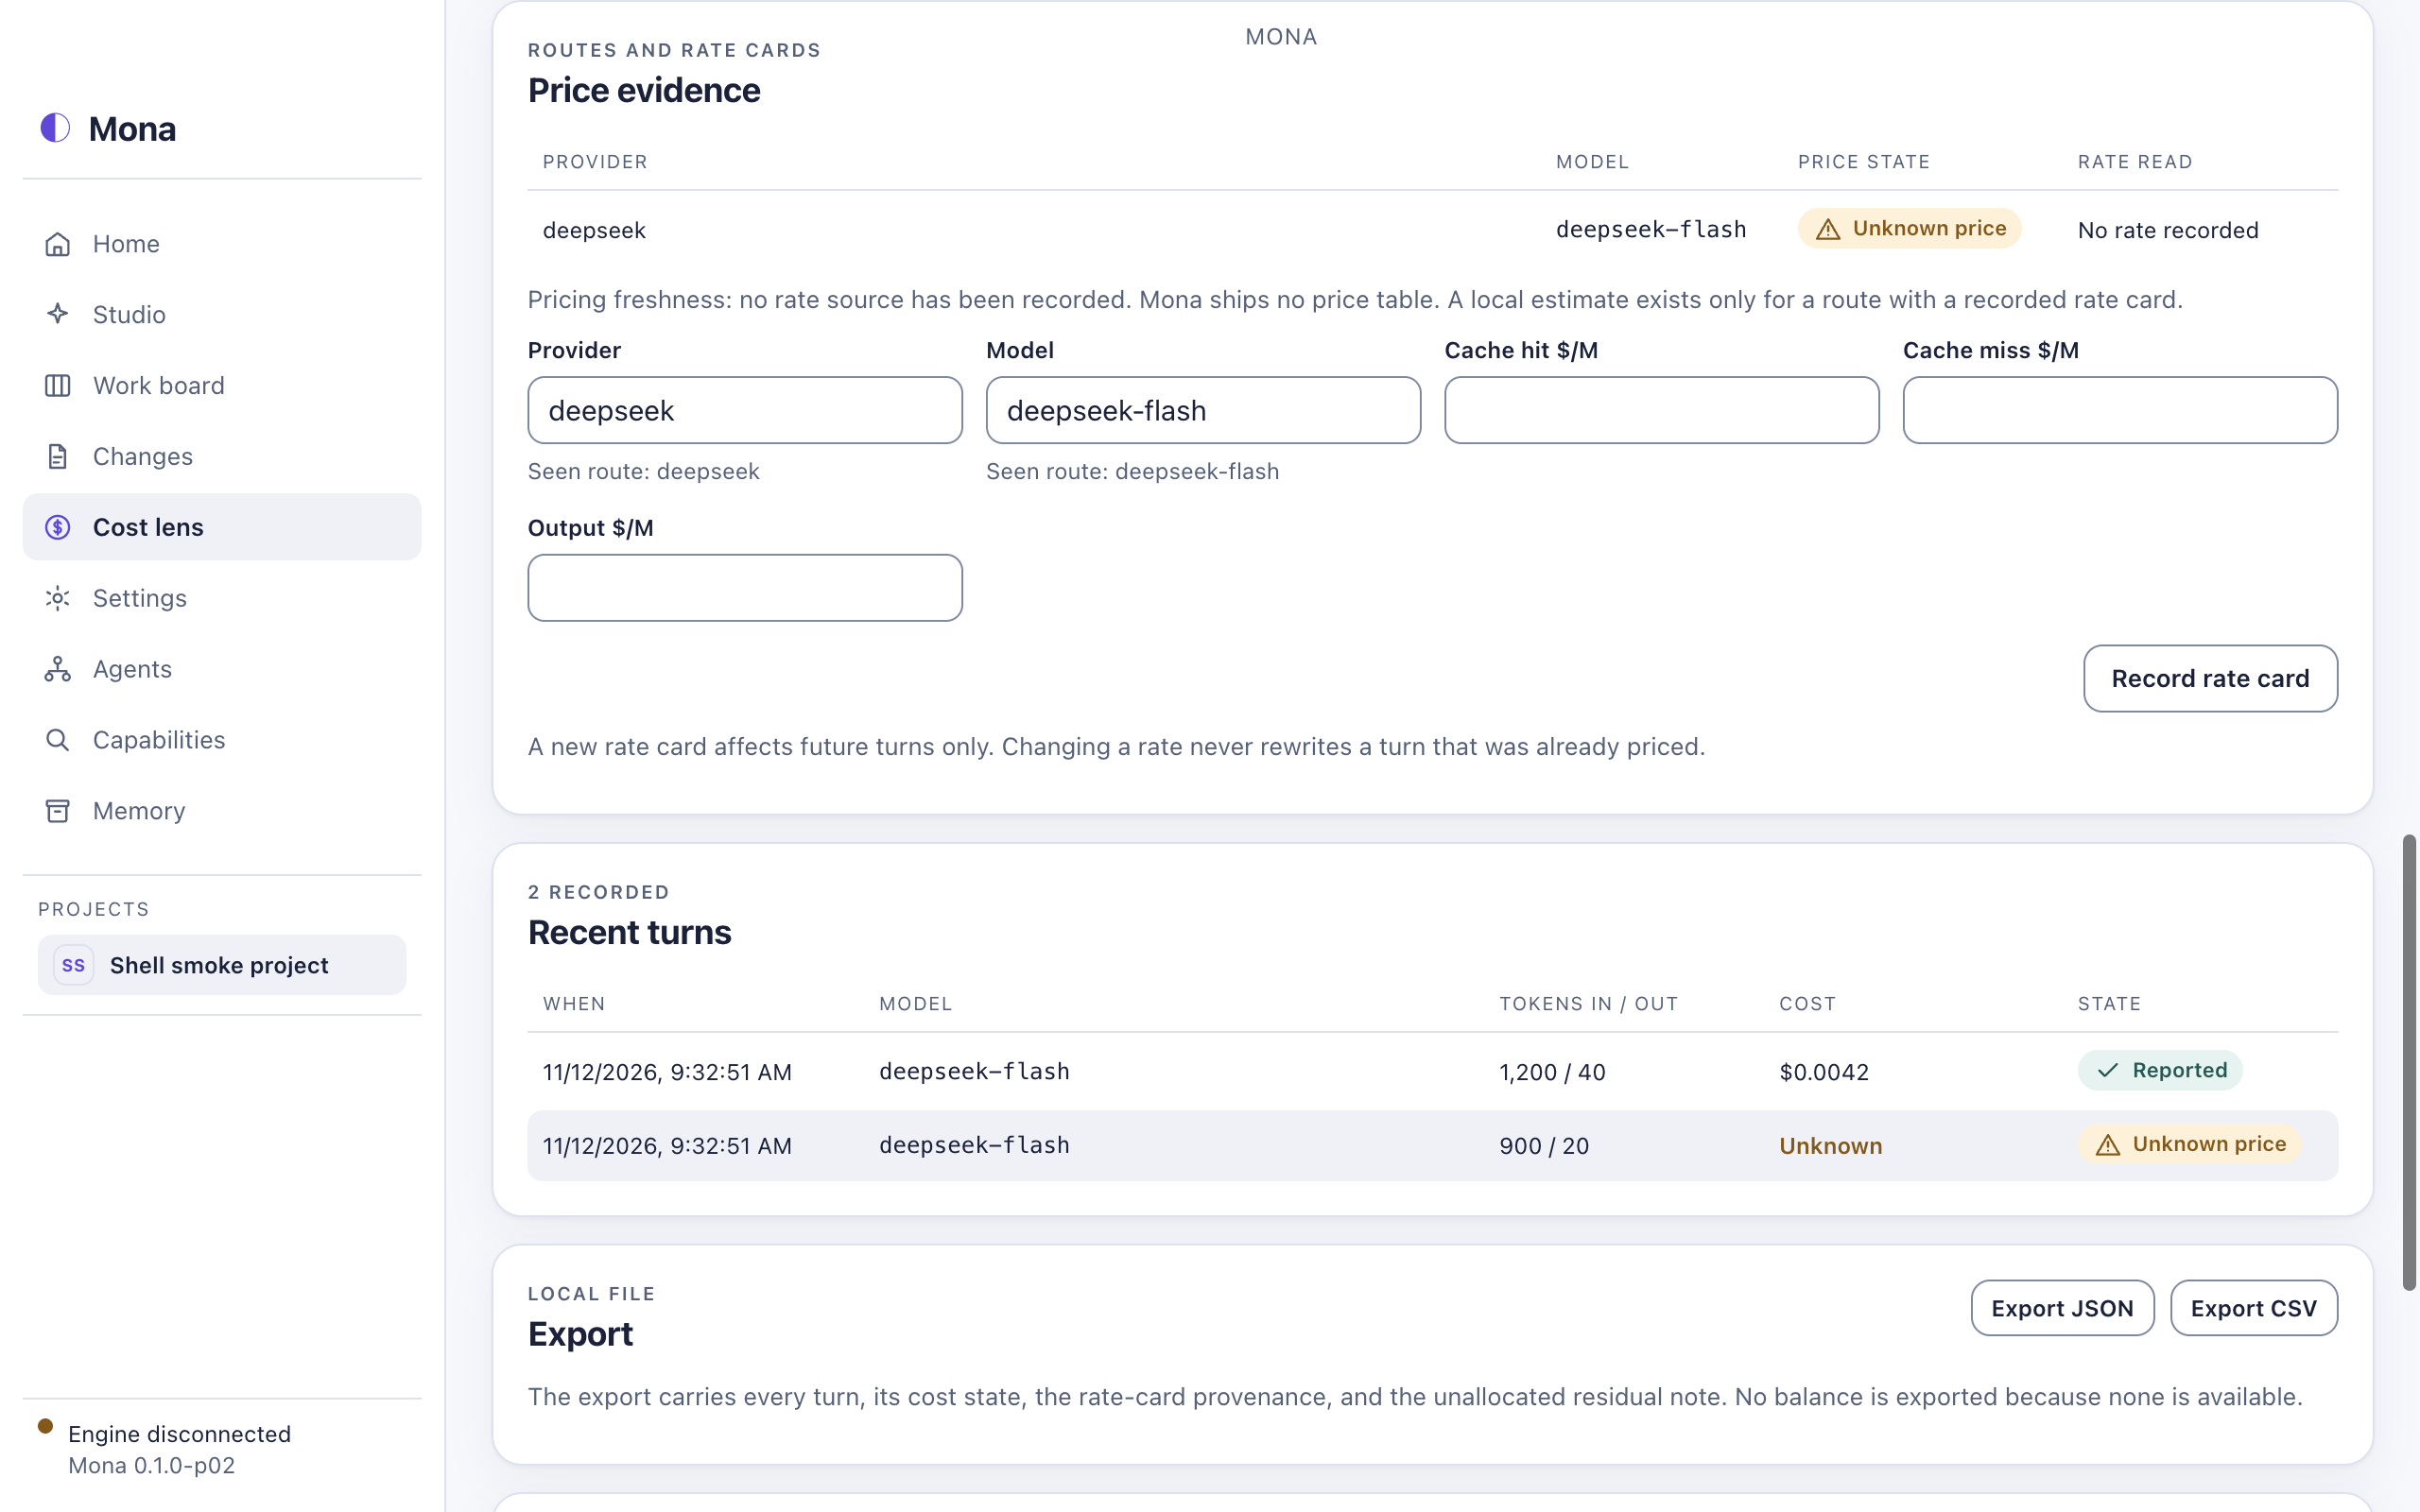 Mona
Home
Studio
Work board
Changes
Cost lens
Settings
Agents
Capabilities
Memory
PROJECTS
SS Shell smoke project
Engine disconnected
Mona 0.1.0-p02
MONA
ROUTES AND RATE CARDS
Price evidence
PROVIDER MODEL PRICE STATE RATE READ
deepseek deepseek-flash Unknown price No rate recorded
Pricing freshness: no rate source has been recorded. Mona ships no price table. A local estimate exists only for a route with a recorded rate card.
Provider Model Cache hit $/M Cache miss $/M
deepseek deepseek-flash
Seen route: deepseek Seen route: deepseek-flash
Output $/M
Record rate card
A new rate card affects future turns only. Changing a rate never rewrites a turn that was already priced.
2 RECORDED
Recent turns
WHEN MODEL TOKENS IN / OUT COST STATE
11/12/2026, 9:32:51 AM deepseek-flash 1,200 / 40 $0.0042 Reported
11/12/2026, 9:32:51 AM deepseek-flash 900 / 20 Unknown Unknown price
LOCAL FILE
Export
Export JSON Export CSV
The export carries every turn, its cost state, the rate-card provenance, and the unallocated residual note. No balance is exported because none is available.